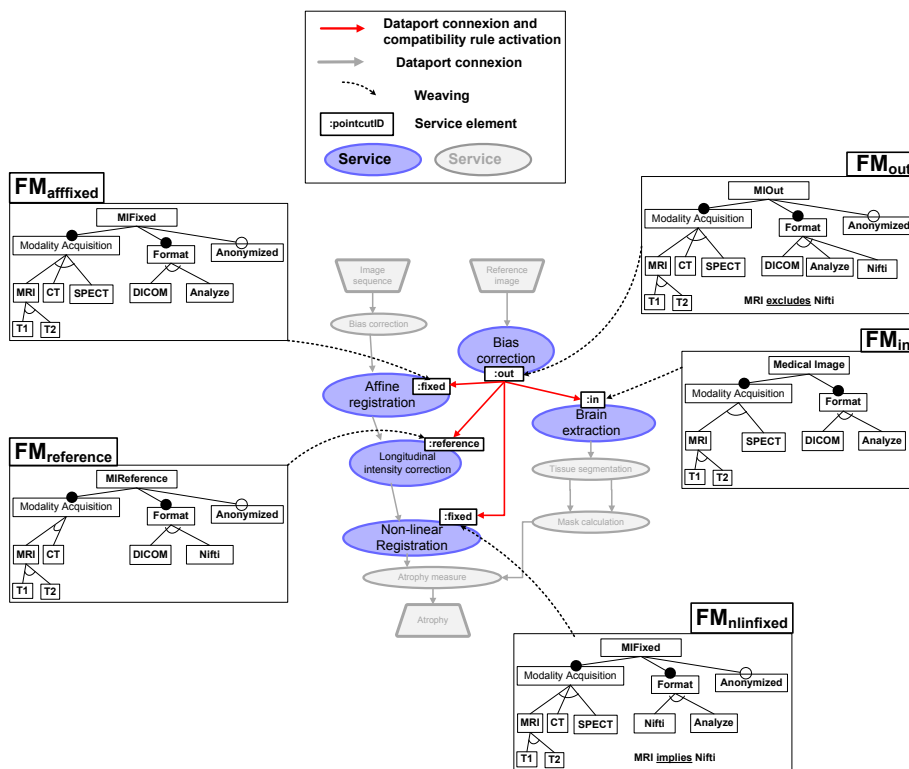 Dataport connexion and
compatibility rule activation
Dataport connexion
Weaving
:pointcutID
Service element
Service
Service
FMafffixed
MIFixed
Modality Acquisition
Format
Anonymized
MRI
CT
SPECT
DICOM
Analyze
T1
T2
FMout
MIOut
Modality Acquisition
Format
Anonymized
MRI
CT
SPECT
DICOM
Analyze
Nifti
T1
T2
MRI excludes Nifti
Image
sequence
Reference
image
Bias correction
Bias
correction
:out
:fixed
Affine
registration
:in
Brain
extraction
:reference
Longitudinal
intensity correction
Tissue segmentation
:fixed
Non-linear
Registration
Mask calculation
Atrophy measure
Atrophy
FMin
Medical Image
Modality Acquisition
Format
MRI
SPECT
DICOM
Analyze
T1
T2
FMreference
MIReference
Modality Acquisition
Format
Anonymized
MRI
CT
DICOM
Nifti
T1
T2
FMnlinfixed
MIFixed
Modality Acquisition
Format
Anonymized
MRI
CT
SPECT
Nifti
Analyze
T1
T2
MRI implies Nifti